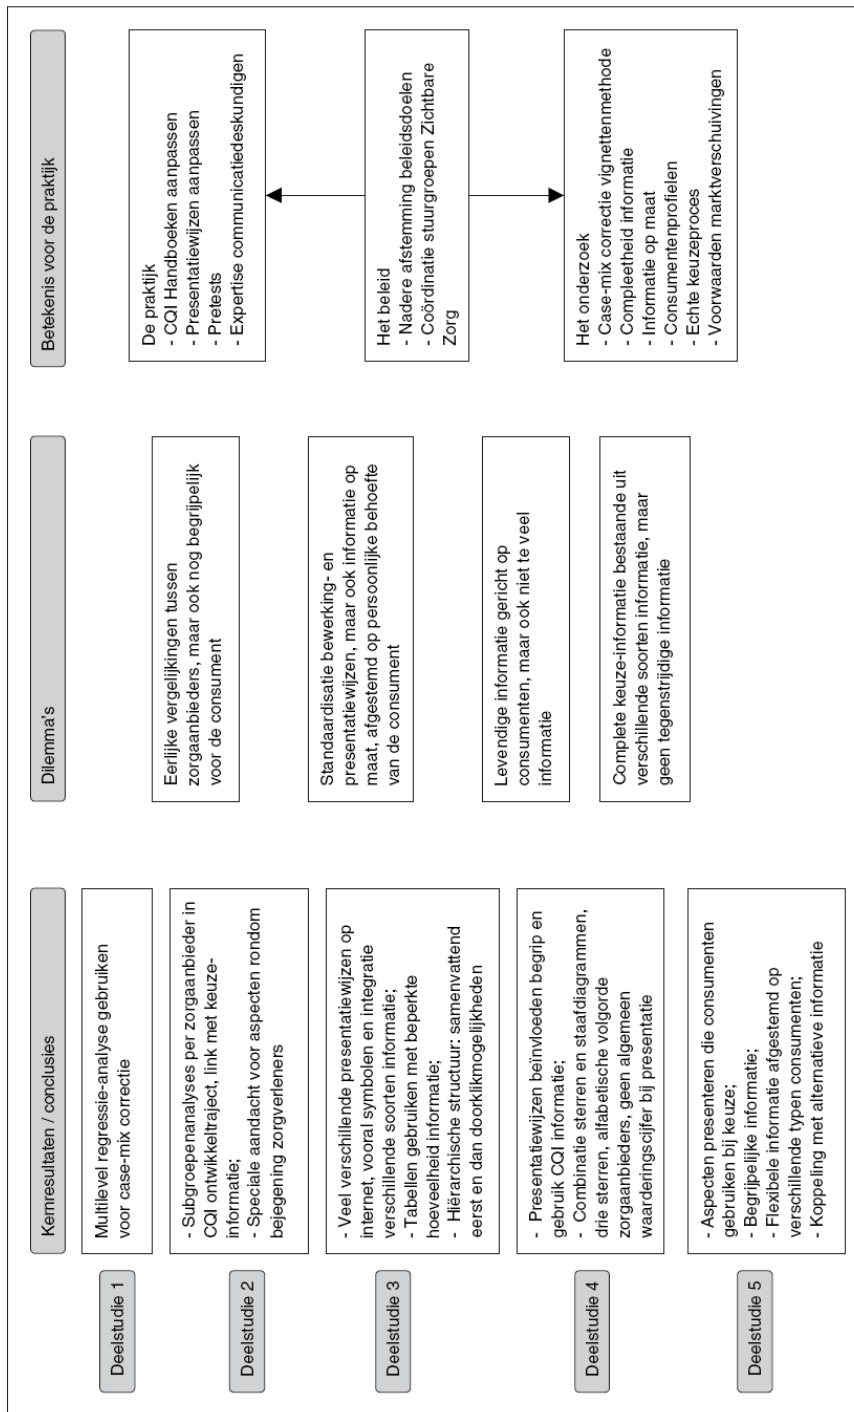 Kernresultaten / conclusies
Dilemma's
Betekenis voor de praktijk
Deelstudie 1
Multilevel regressie-analyse gebruiken
voor case-mix correctie
Deelstudie 2
- Subgroepenanalyses per zorgaanbieder in
CQI ontwikkeltraject, link met keuze-
informatie;
- Speciale aandacht voor aspecten rondom
bejegening zorgverleners
Deelstudie 3
- Veel verschillende presentatiewijzen op
internet, vooral symbolen en integratie
verschillende soorten informatie;
- Tabellen gebruiken met beperkte
hoeveelheid informatie;
- Hiërarchische structuur: samenvattend
eerst en dan doorklikmogelijkheden
Deelstudie 4
- Presentatiewijzen beïnvloeden begrip en
gebruik CQI informatie;
- Combinatie sterren en staafdiagrammen,
drie sterren, alfabetische volgorde
zorgaanbieders, geen algemeen
waarderingscijfer bij presentatie
Deelstudie 5
- Aspecten presenteren die consumenten
gebruiken bij keuze;
- Begrijpelijke informatie;
- Flexibele informatie afgestemd op
verschillende typen consumenten;
- Koppeling met alternatieve informatie
Eerlijke vergelijkingen tussen
zorgaanbieders, maar ook nog begrijpelijk
voor de consument
Standaardisatie bewerking- en
presentatiewijzen, maar ook informatie op
maat, afgestemd op persoonlijke behoefte
van de consument
Levendige informatie gericht op
consumenten, maar ook niet te veel
informatie
Complete keuze-informatie bestaande uit
verschillende soorten informatie, maar
geen tegenstrijdige informatie
De praktijk
- CQI Handboeken aanpassen
- Presentatiewijzen aanpassen
- Pretests
- Expertise communicatiedeskundigen
Het beleid
- Nadere afstemming beleidsdoelen
- Coördinatie stuurgroepen Zichtbare
Zorg
Het onderzoek
- Case-mix correctie vignettenmethode
- Compleetheid informatie
- Informatie op maat
- Consumentenprofielen
- Echte keuzeproces
- Voorwaarden marktverschuivingen